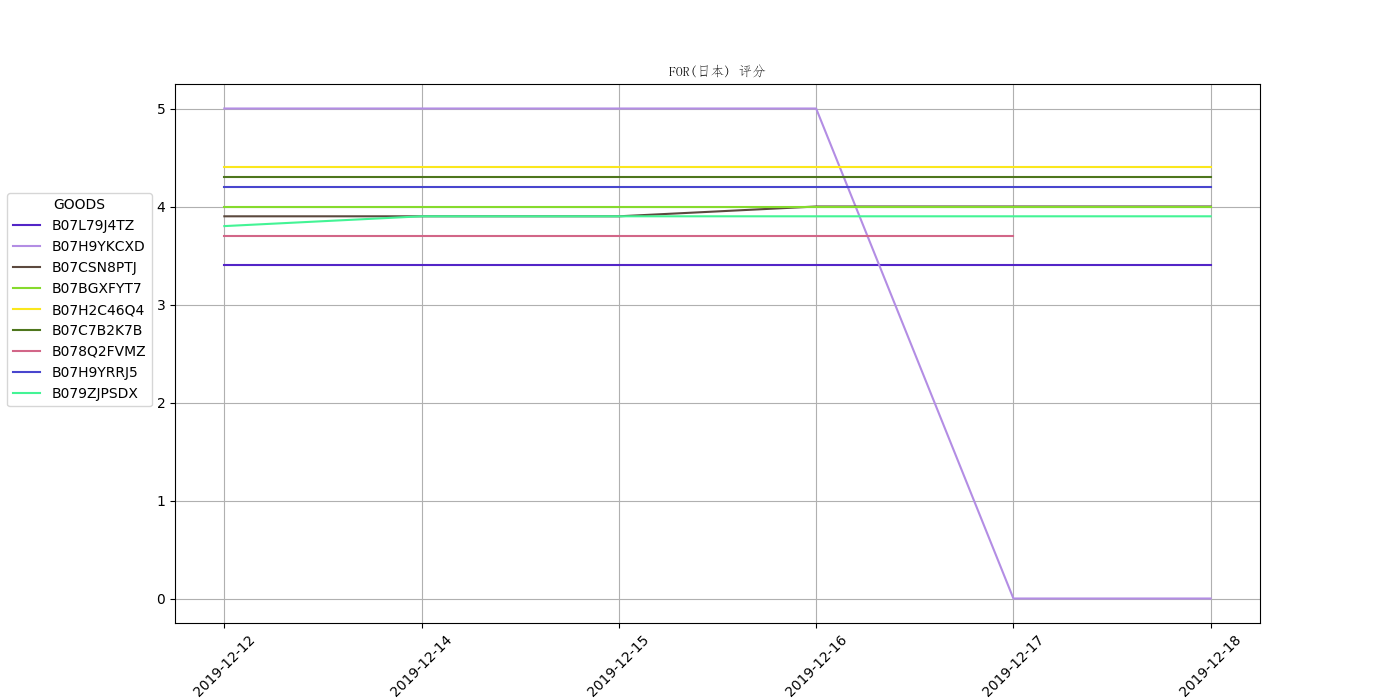 FOR(日本) 评分
GOODS
B07L79J4TZ
B07H9YKCXD
B07CSN8PTJ
B07BGXFYT7
B07H2C46Q4
B07C7B2K7B
B078Q2FVMZ
B07H9YRRJ5
B079ZJPSDX
5
4
3
2
1
0
2019-12-12
2019-12-14
2019-12-15
2019-12-16
2019-12-17
2019-12-18